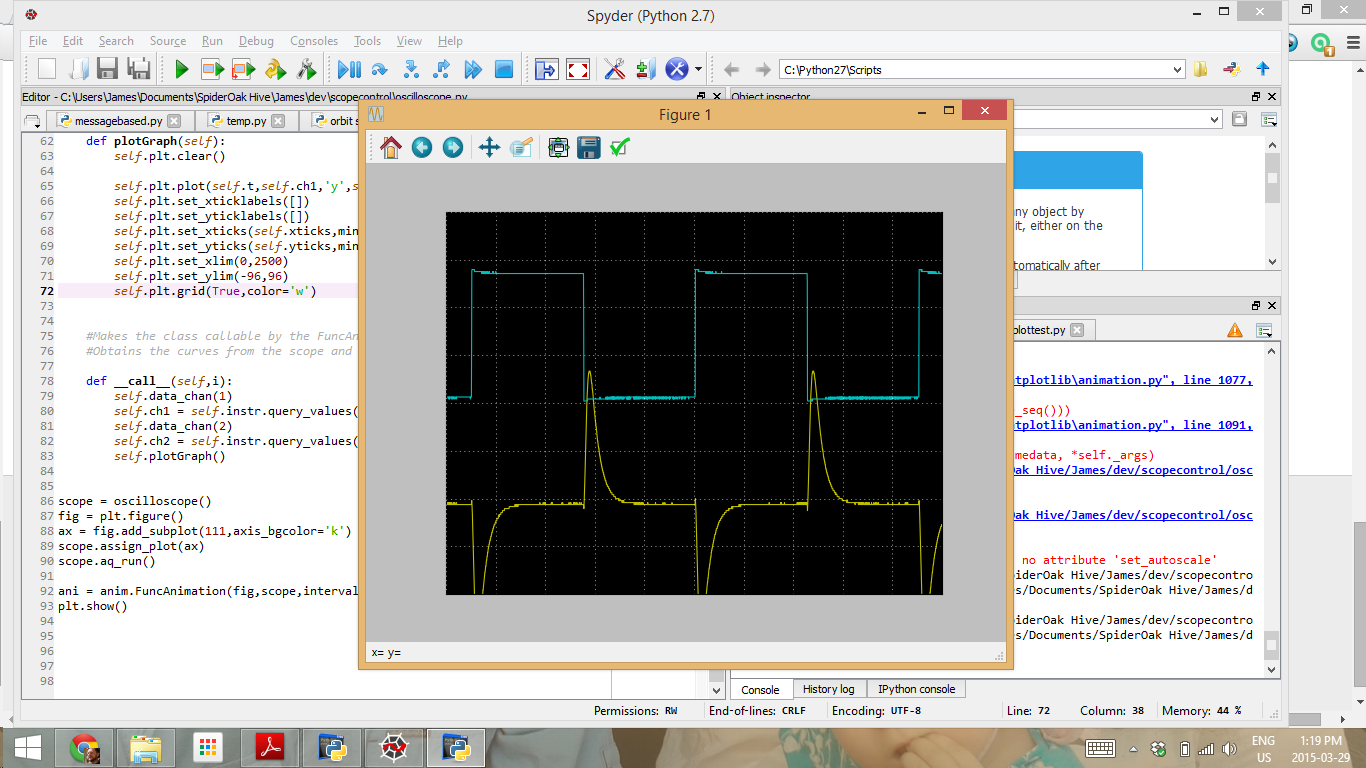 Spyder (Python 2.7)
File Edit Search Source Run Debug Consoles Tools View Help
C:\Python27\Scripts
Editor - C:\Users\James\Documents\SpiderOak Hive\James\dev\scopecontrol\oscilloscope.py
Object inspector
messagebased.py temp.py orbit s
62 def plotGraph(self):
63 self.plt.clear()
64
65 self.plt.plot(self.t,self.ch1,'y',s
66 self.plt.set_xticklabels([])
67 self.plt.set_yticklabels([])
68 self.plt.set_xticks(self.xticks,min
69 self.plt.set_yticks(self.yticks,min
70 self.plt.set_xlim(0,2500)
71 self.plt.set_ylim(-96,96)
72 self.plt.grid(True,color='w')
73
74
75 #Makes the class callable by the FuncAn
76 #Obtains the curves from the scope and
77
78 def __call__(self,i):
79 self.data_chan(1)
80 self.ch1 = self.instr.query_values(
81 self.data_chan(2)
82 self.ch2 = self.instr.query_values(
83 self.plotGraph()
84
85
86 scope = oscilloscope()
87 fig = plt.figure()
88 ax = fig.add_subplot(111,axis_bgcolor='k')
89 scope.assign_plot(ax)
90 scope.aq_run()
91
92 ani = anim.FuncAnimation(fig,scope,interval
93 plt.show()
94
95
96
97
98
Figure 1
x= y=
ny object by
it, either on the
tomatically after
plottest.py
tplotlib\animation.py", line 1077,
_seq()))
tplotlib\animation.py", line 1091,
medata, *self._args)
Oak Hive/James/dev/scopecontrol/osc
Oak Hive/James/dev/scopecontrol/osc
no attribute 'set_autoscale'
piderOak Hive/James/dev/scopecontro
s/Documents/SpiderOak Hive/James/d
piderOak Hive/James/dev/scopecontro
s/Documents/SpiderOak Hive/James/d
Console History log IPython console
Permissions: RW End-of-lines: CRLF Encoding: UTF-8 Line: 72 Column: 38 Memory: 44 %
ENG
US
1:19 PM
2015-03-29